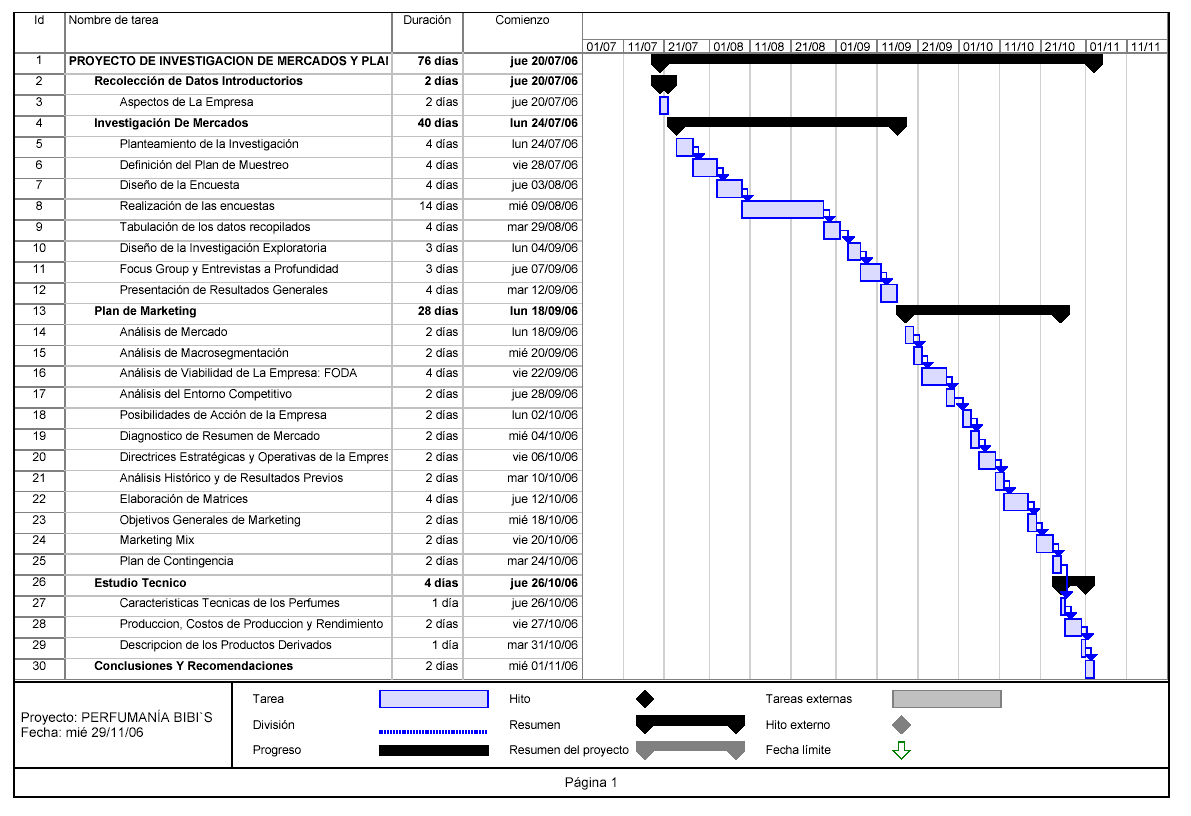 Id Nombre de tarea Duración Comienzo
01/07 11/07 21/07 01/08 11/08 21/08 01/09 11/09 21/09 01/10 11/10 21/10 01/11 11/11
1 PROYECTO DE INVESTIGACION DE MERCADOS Y PLAI 76 días jue 20/07/06
2 Recolección de Datos Introductorios 2 días jue 20/07/06
3 Aspectos de La Empresa 2 días jue 20/07/06
4 Investigación De Mercados 40 días lun 24/07/06
5 Planteamiento de la Investigación 4 días lun 24/07/06
6 Definición del Plan de Muestreo 4 días vie 28/07/06
7 Diseño de la Encuesta 4 días jue 03/08/06
8 Realización de las encuestas 14 días mié 09/08/06
9 Tabulación de los datos recopilados 4 días mar 29/08/06
10 Diseño de la Investigación Exploratoria 3 días lun 04/09/06
11 Focus Group y Entrevistas a Profundidad 3 días jue 07/09/06
12 Presentación de Resultados Generales 4 días mar 12/09/06
13 Plan de Marketing 28 días lun 18/09/06
14 Análisis de Mercado 2 días lun 18/09/06
15 Análisis de Macrosegmentación 2 días mié 20/09/06
16 Análisis de Viabilidad de La Empresa: FODA 4 días vie 22/09/06
17 Análisis del Entorno Competitivo 2 días jue 28/09/06
18 Posibilidades de Acción de la Empresa 2 días lun 02/10/06
19 Diagnostico de Resumen de Mercado 2 días mié 04/10/06
20 Directrices Estratégicas y Operativas de la Empres 2 días vie 06/10/06
21 Análisis Histórico y de Resultados Previos 2 días mar 10/10/06
22 Elaboración de Matrices 4 días jue 12/10/06
23 Objetivos Generales de Marketing 2 días mié 18/10/06
24 Marketing Mix 2 días vie 20/10/06
25 Plan de Contingencia 2 días mar 24/10/06
26 Estudio Tecnico 4 días jue 26/10/06
27 Caracteristicas Tecnicas de los Perfumes 1 día jue 26/10/06
28 Produccion, Costos de Produccion y Rendimiento 2 días vie 27/10/06
29 Descripcion de los Productos Derivados 1 día mar 31/10/06
30 Conclusiones Y Recomendaciones 2 días mié 01/11/06
Proyecto: PERFUMANÍA BIBI`S
Fecha: mié 29/11/06
Tarea Hito Tareas externas
División Resumen Hito externo
Progreso Resumen del proyecto Fecha límite
Página 1